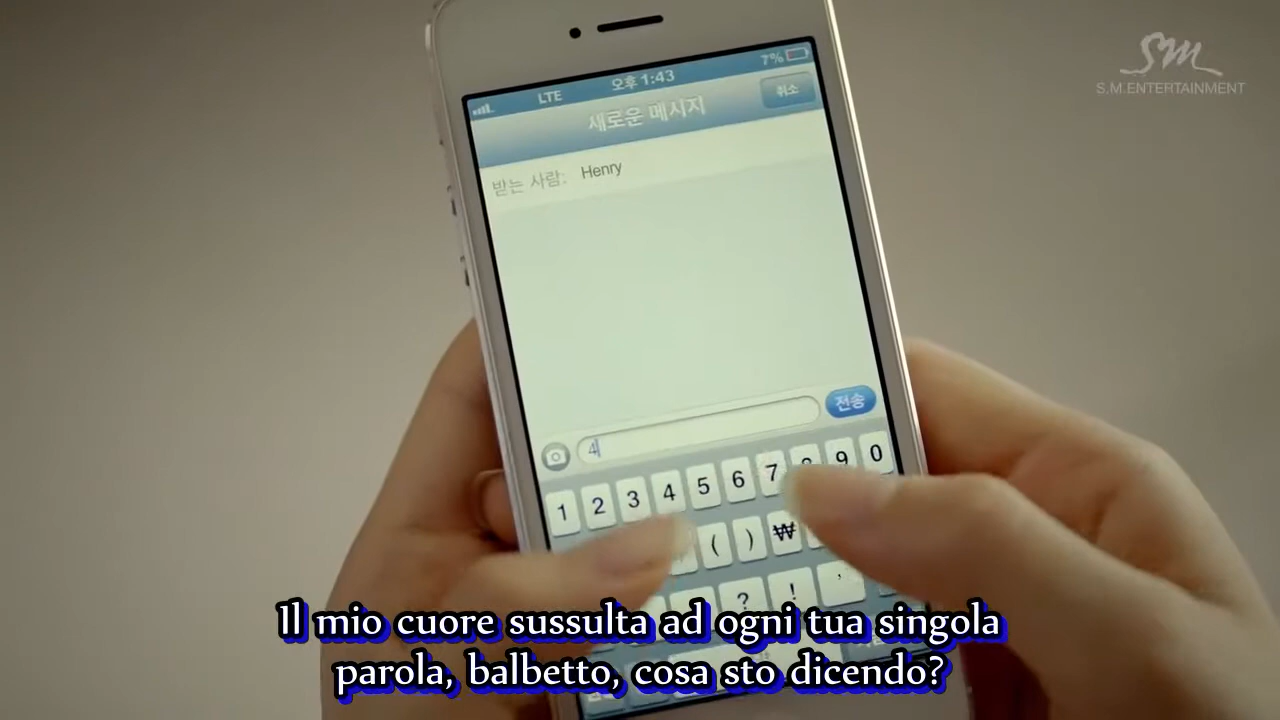 SM
S.M.ENTERTAINMENT
LTE 오후 1:43 7%
새로운 메시지 취소
받는 사람: Henry
4 전송
1 2 3 4 5 6 7 8 9 0
( ) ₩
? ! '
Il mio cuore sussulta ad ogni tua singola
parola, balbetto, cosa sto dicendo?